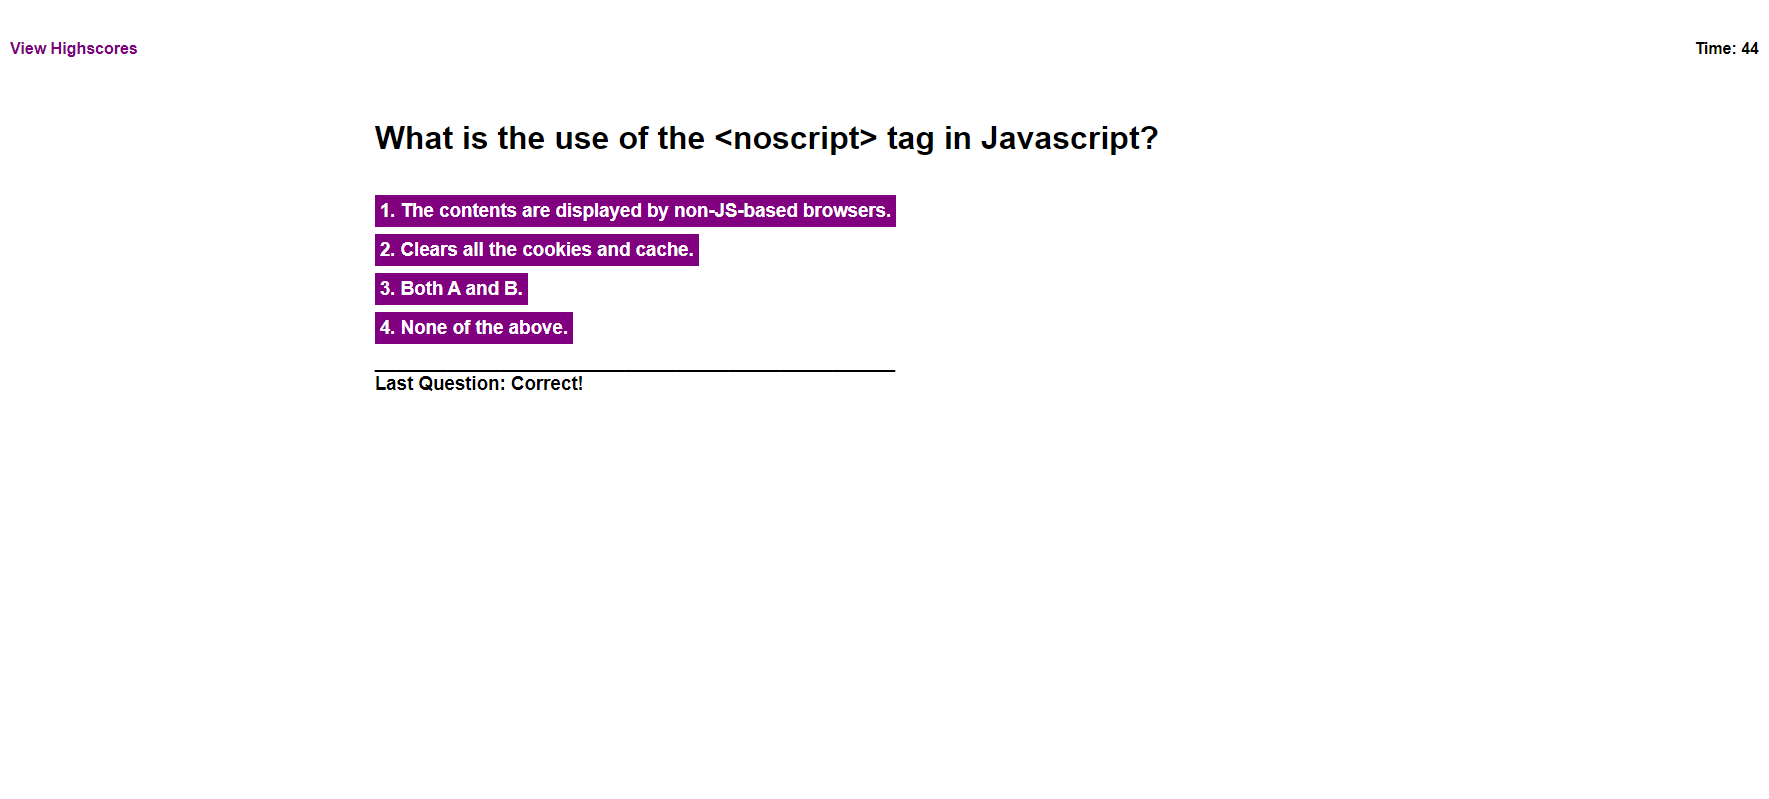 View Highscores
Time: 44
What is the use of the <noscript> tag in Javascript?
1. The contents are displayed by non-JS-based browsers.
2. Clears all the cookies and cache.
3. Both A and B.
4. None of the above.
Last Question: Correct!